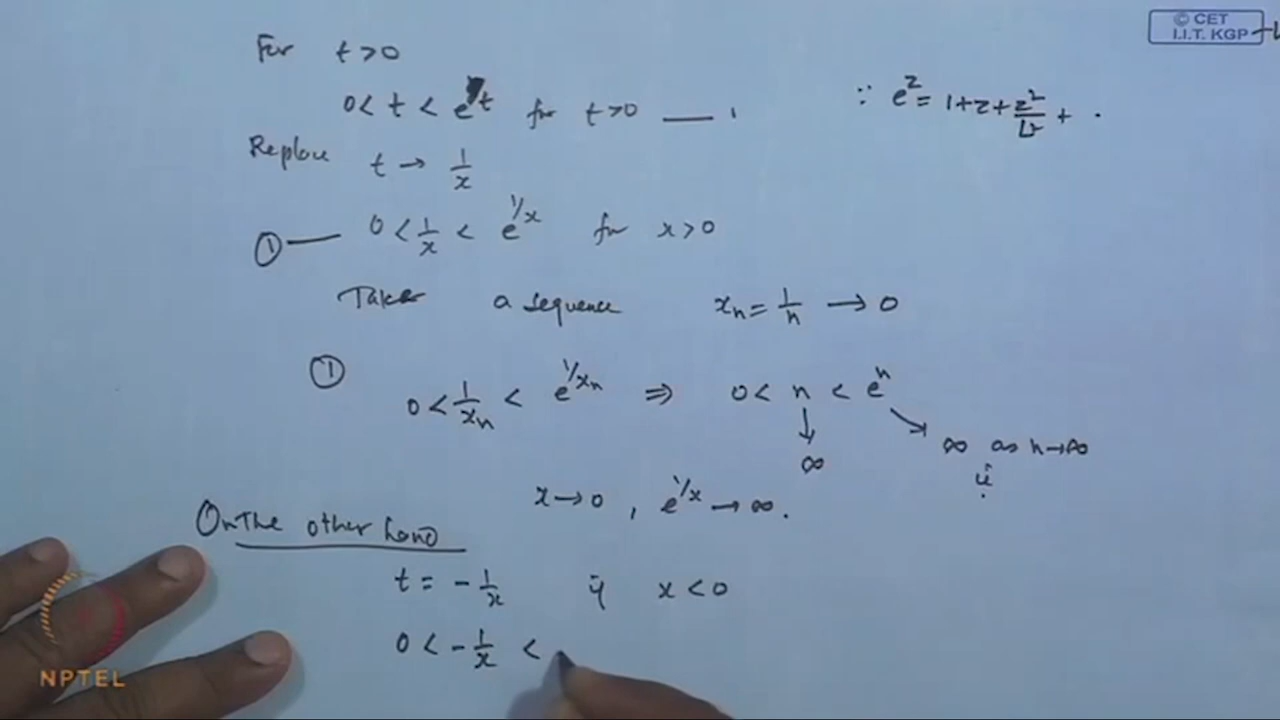 © CET
I.I.T. KGP
For t > 0
0 < t < e^t for t > 0 —— 1
∵ e^z = 1 + z + z²/∟2 + .
Replace t → 1/x
① —— 0 < 1/x < e^{1/x} for x > 0
Take a sequence x_n = 1/n → 0
① 0 < 1/x_n < e^{1/x_n} ⇒ 0 < n < e^n
↓ ∞
↘ ∞ as n → ∞
x → 0 , e^{1/x} → ∞ .
On the other hand
t = - 1/x if x < 0
0 < - 1/x <
NPTEL